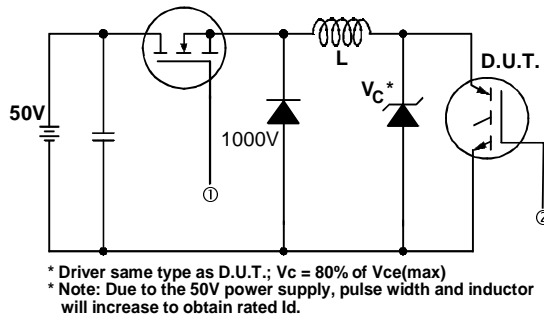 L
D.U.T.
V_C *
50V
1000V
①
②
* Driver same type as D.U.T.; Vc = 80% of Vce(max)
* Note: Due to the 50V power supply, pulse width and inductor
will increase to obtain rated Id.